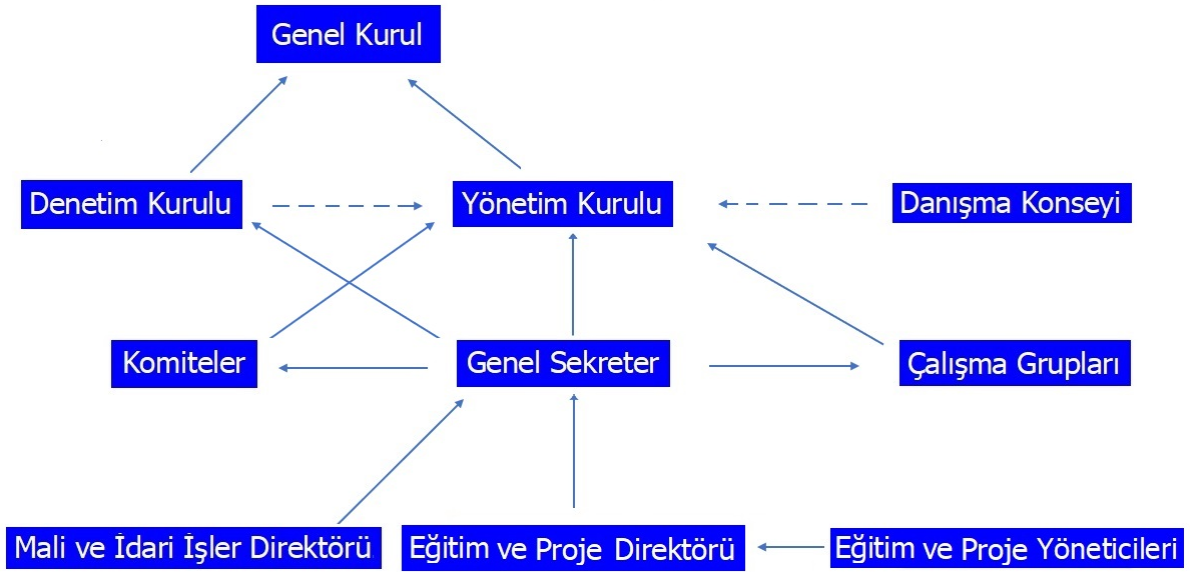 Genel Kurul
Denetim Kurulu
Yönetim Kurulu
Danışma Konseyi
Komiteler
Genel Sekreter
Çalışma Grupları
Mali ve İdari İşler Direktörü
Eğitim ve Proje Direktörü
Eğitim ve Proje Yöneticileri